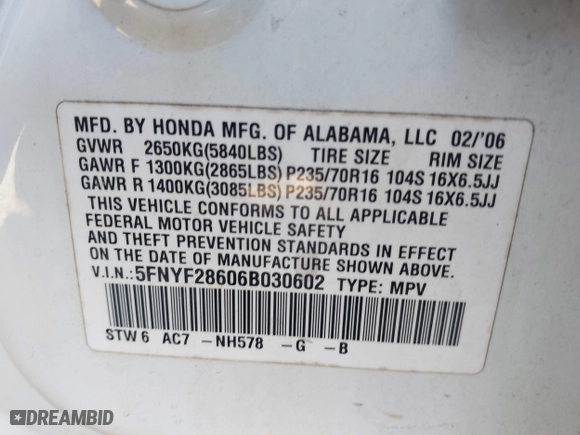 MFD. BY HONDA MFG. OF ALABAMA, LLC 02/'06
GVWR 2650KG(5840LBS) TIRE SIZE RIM SIZE
GAWR F 1300KG(2865LBS) P235/70R16 104S 16X6.5JJ
GAWR R 1400KG(3085LBS) P235/70R16 104S 16X6.5JJ
THIS VEHICLE CONFORMS TO ALL APPLICABLE
FEDERAL MOTOR VEHICLE SAFETY
AND THEFT PREVENTION STANDARDS IN EFFECT
ON THE DATE OF MANUFACTURE SHOWN ABOVE.
V.I.N.:5FNYF28606B030602 TYPE: MPV
STW6 AC7 -NH578 -G -B
DREAMBID